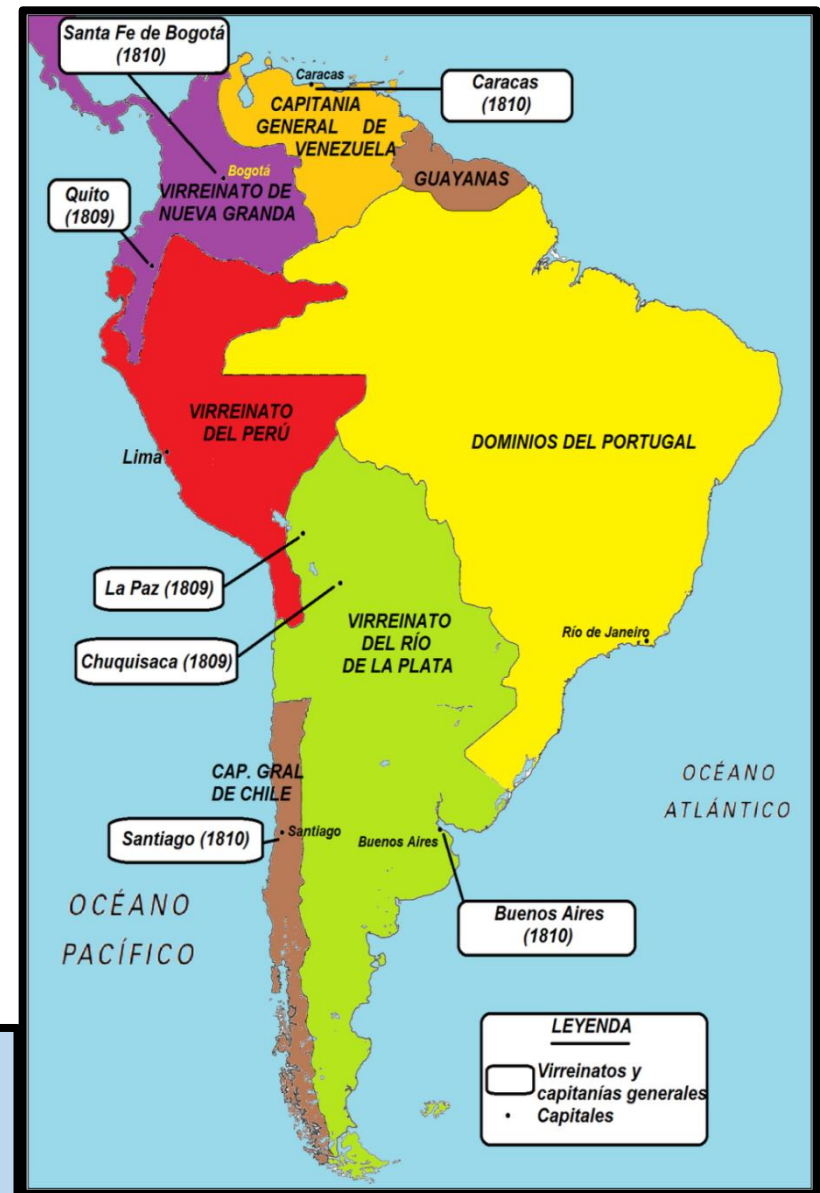 Santa Fe de Bogotá
(1810)
Caracas
Caracas
(1810)
CAPITANIA
GENERAL DE
VENEZUELA
GUAYANAS
Quito
(1809)
Bogotá
VIRREINATO DE
NUEVA GRANDA
VIRREINATO
DEL PERÚ
Lima
DOMINIOS DEL PORTUGAL
La Paz (1809)
Chuquisaca (1809)
VIRREINATO
DEL RÍO
DE LA PLATA
Río de Janeiro
CAP. GRAL
DE CHILE
Santiago (1810)
Santiago
Buenos Aires
Buenos Aires
(1810)
OCÉANO
ATLÁNTICO
OCÉANO
PACÍFICO
LEYENDA
Virreinatos y
capitanías generales
Capitales